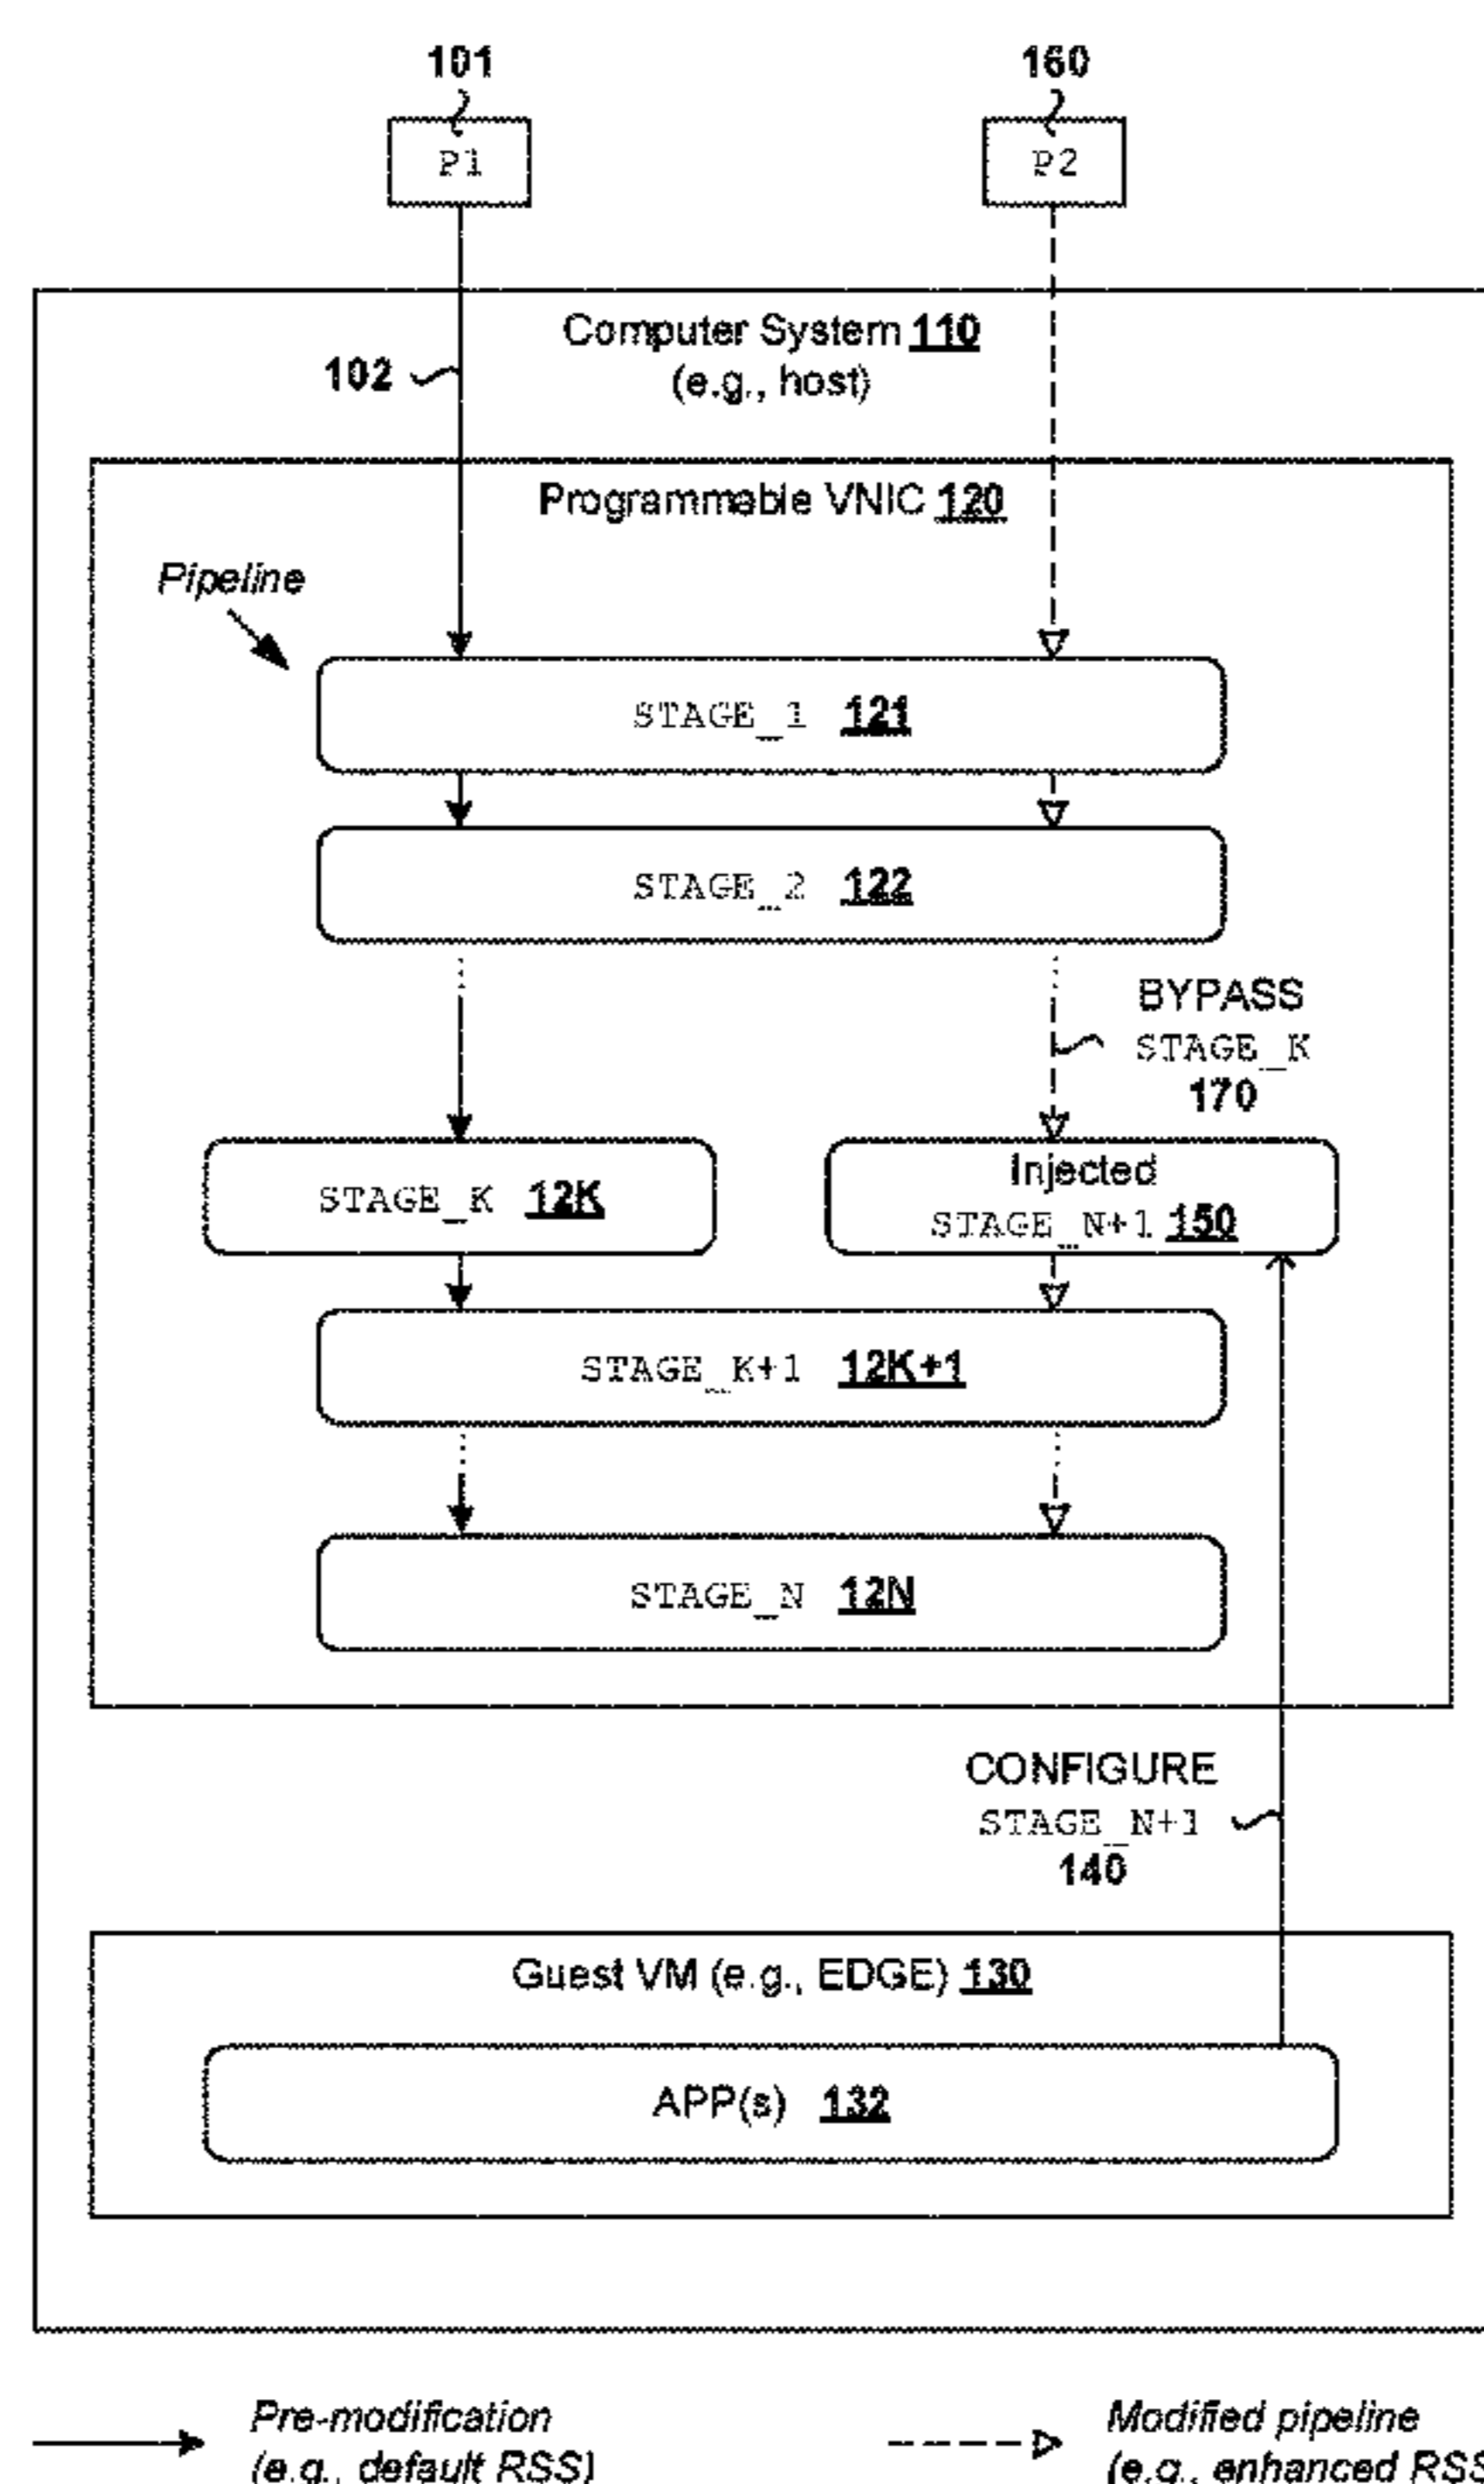 101
160
P1
P2
Computer System 110
(e.g., host)
102
Programmable VNIC 120
Pipeline
STAGE_1 121
STAGE_2 122
BYPASS
STAGE_K
170
STAGE_K 12K
Injected
STAGE_N+1 150
STAGE_K+1 12K+1
STAGE_N 12N
CONFIGURE
STAGE_N+1
140
Guest VM (e.g., EDGE) 130
APP(s) 132
Pre-modification
(e.g., default RSS)
Modified pipeline
(e.g., enhanced RSS